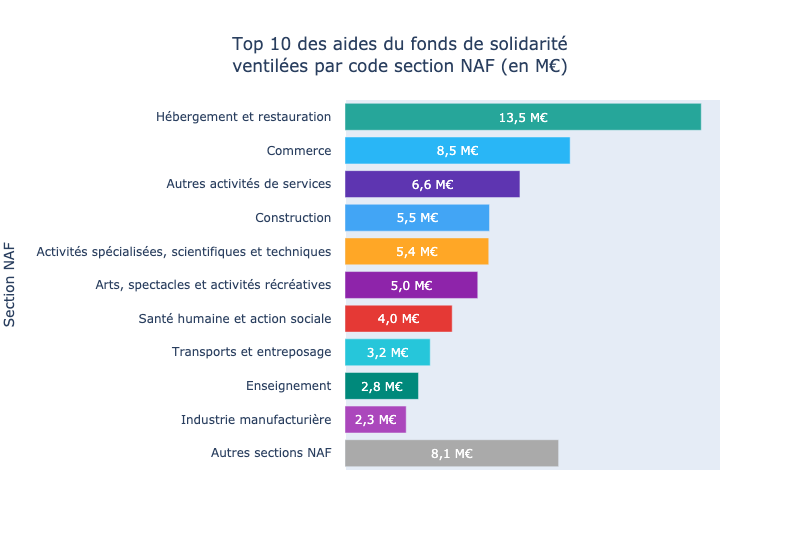 Top 10 des aides du fonds de solidarité
ventilées par code section NAF (en M€)
Section NAF
Hébergement et restauration 13,5 M€
Commerce 8,5 M€
Autres activités de services 6,6 M€
Construction 5,5 M€
Activités spécialisées, scientifiques et techniques 5,4 M€
Arts, spectacles et activités récréatives 5,0 M€
Santé humaine et action sociale 4,0 M€
Transports et entreposage 3,2 M€
Enseignement 2,8 M€
Industrie manufacturière 2,3 M€
Autres sections NAF 8,1 M€